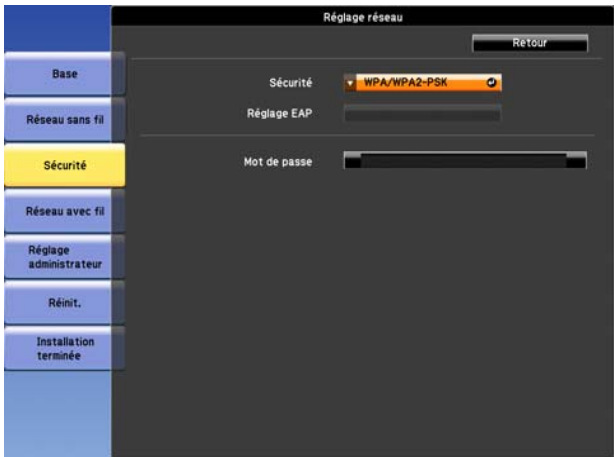 Réglage réseau
Retour
Base
Réseau sans fil
Sécurité
Réseau avec fil
Réglage
administrateur
Réinit.
Installation
terminée
Sécurité
WPA/WPA2-PSK
Réglage EAP
Mot de passe